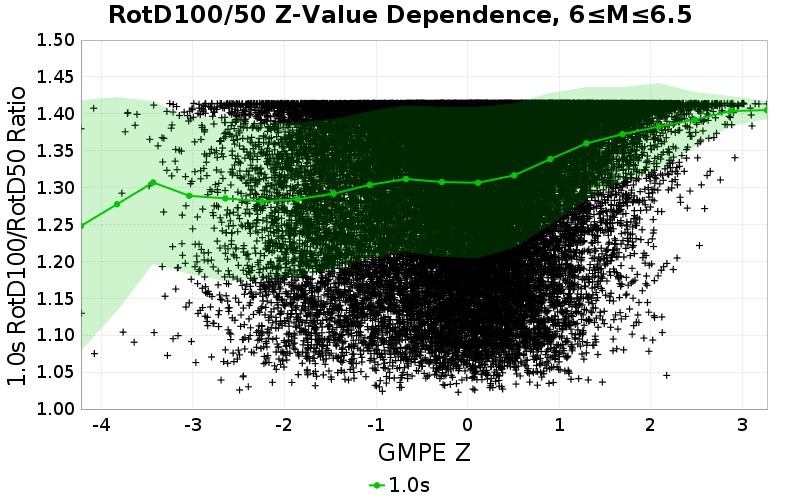 RotD100/50 Z-Value Dependence, 6≤M≤6.5
1.50
1.45
1.40
1.35
1.30
1.25
1.20
1.15
1.10
1.05
1.00
1.0s RotD100/RotD50 Ratio
-4 -3 -2 -1 0 1 2 3
GMPE Z
1.0s